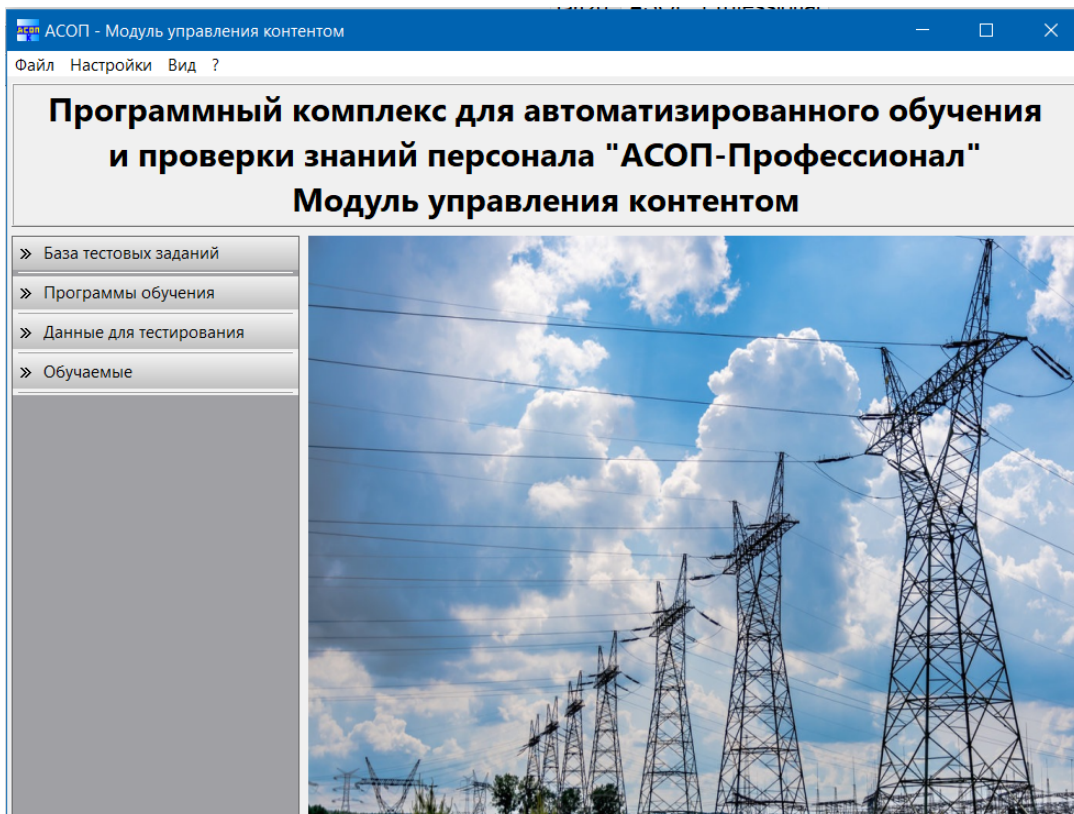 АСОП - Модуль управления контентом
Файл Настройки Вид ?
Программный комплекс для автоматизированного обучения
и проверки знаний персонала "АСОП-Профессионал"
Модуль управления контентом
База тестовых заданий
Программы обучения
Данные для тестирования
Обучаемые